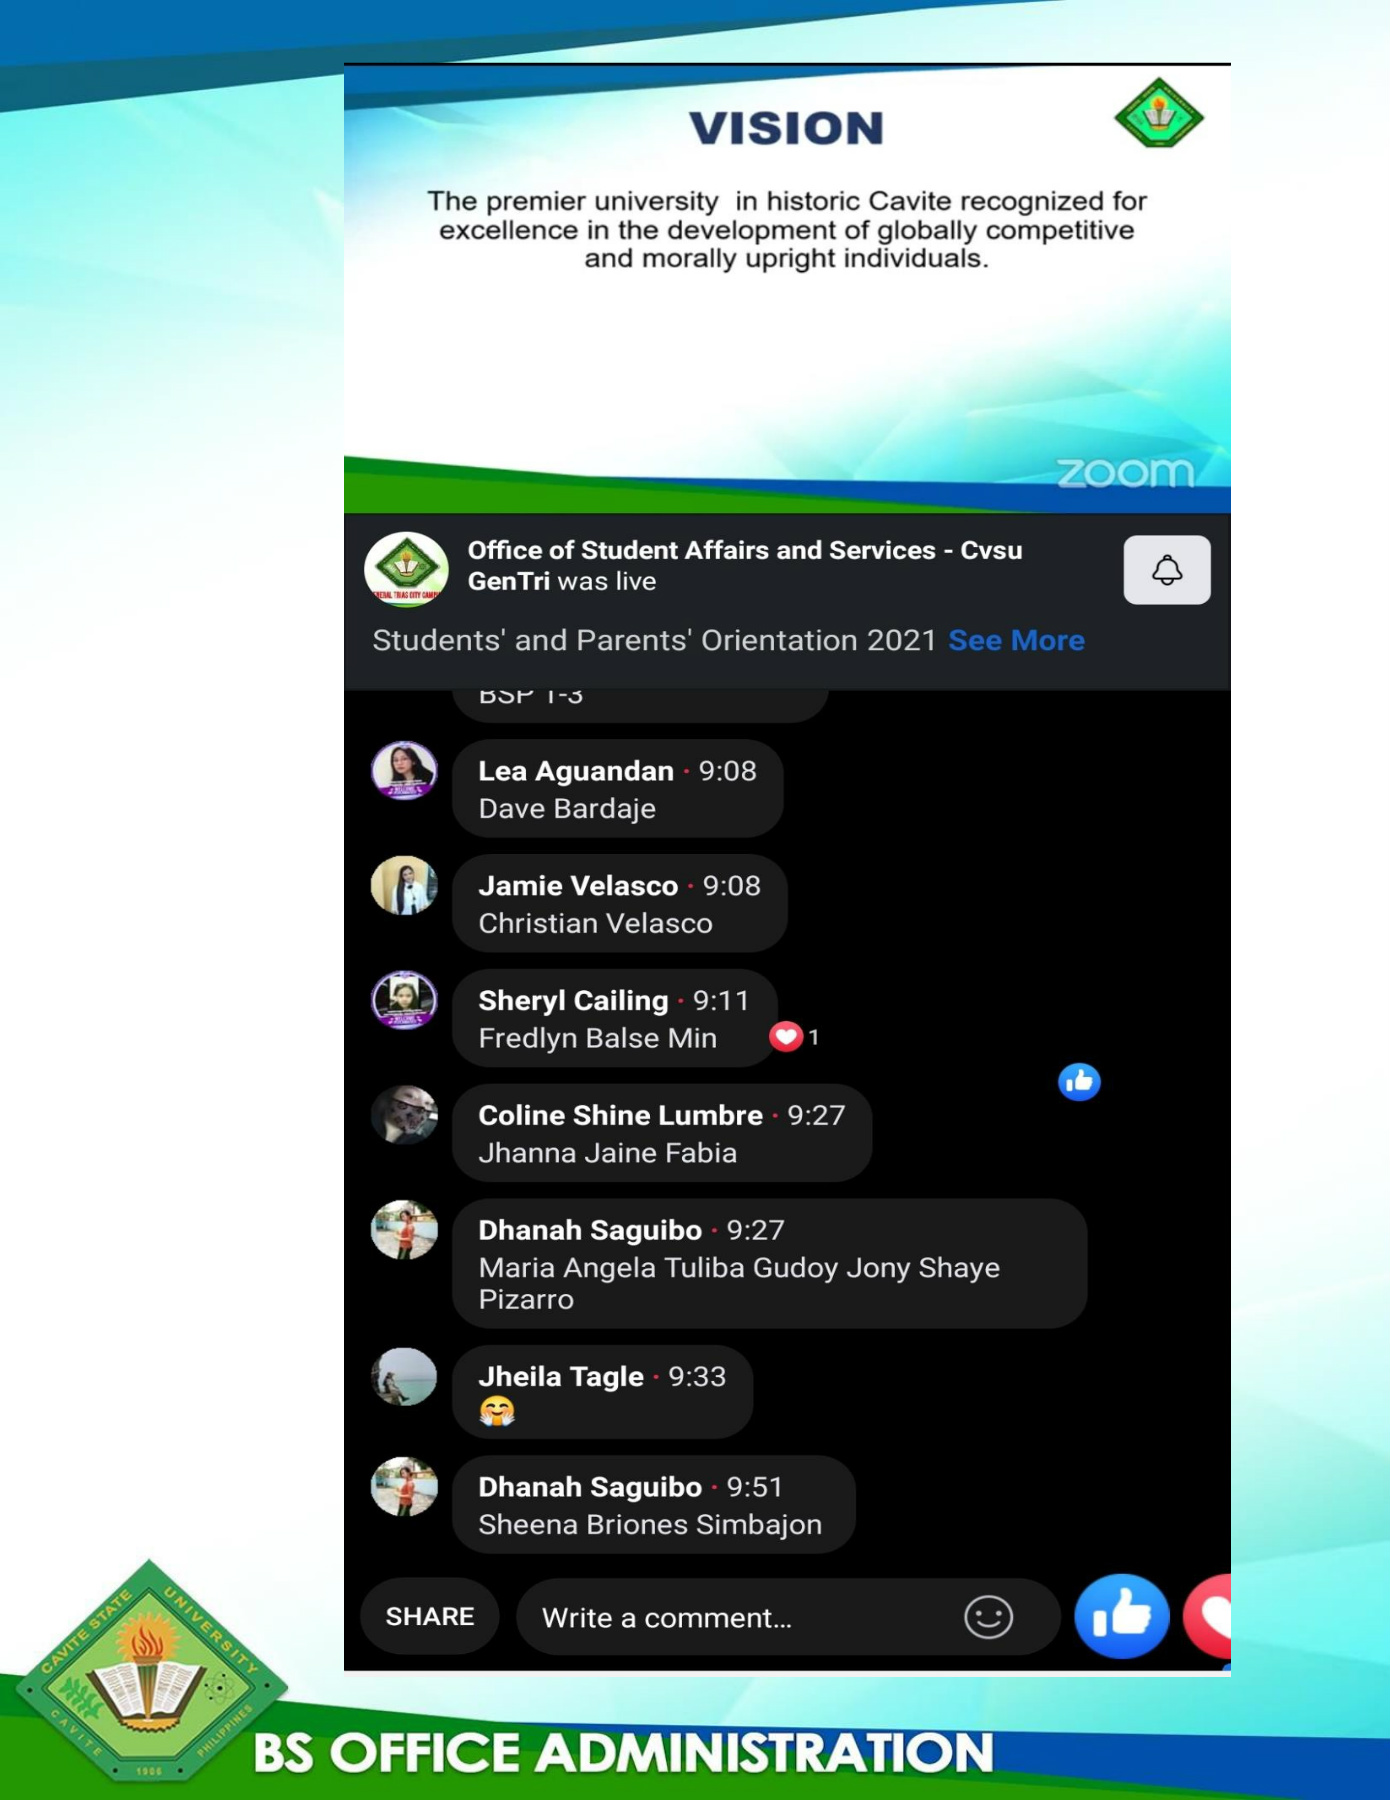 VISION
The premier university in historic Cavite recognized for
excellence in the development of globally competitive
and morally upright individuals.
zoom
Office of Student Affairs and Services - Cvsu
GenTri was live
Students' and Parents' Orientation 2021 See More
BSP 1-3
Lea Aguandan · 9:08
Dave Bardaje
Jamie Velasco · 9:08
Christian Velasco
Sheryl Cailing · 9:11
Fredlyn Balse Min
1
Coline Shine Lumbre · 9:27
Jhanna Jaine Fabia
Dhanah Saguibo · 9:27
Maria Angela Tuliba Gudoy Jony Shaye
Pizarro
Jheila Tagle · 9:33
🤗
Dhanah Saguibo · 9:51
Sheena Briones Simbajon
SHARE
Write a comment...
CAVITE STATE UNIVERSITY
CAVITE
1906
PHILIPPINES
BS OFFICE ADMINISTRATION